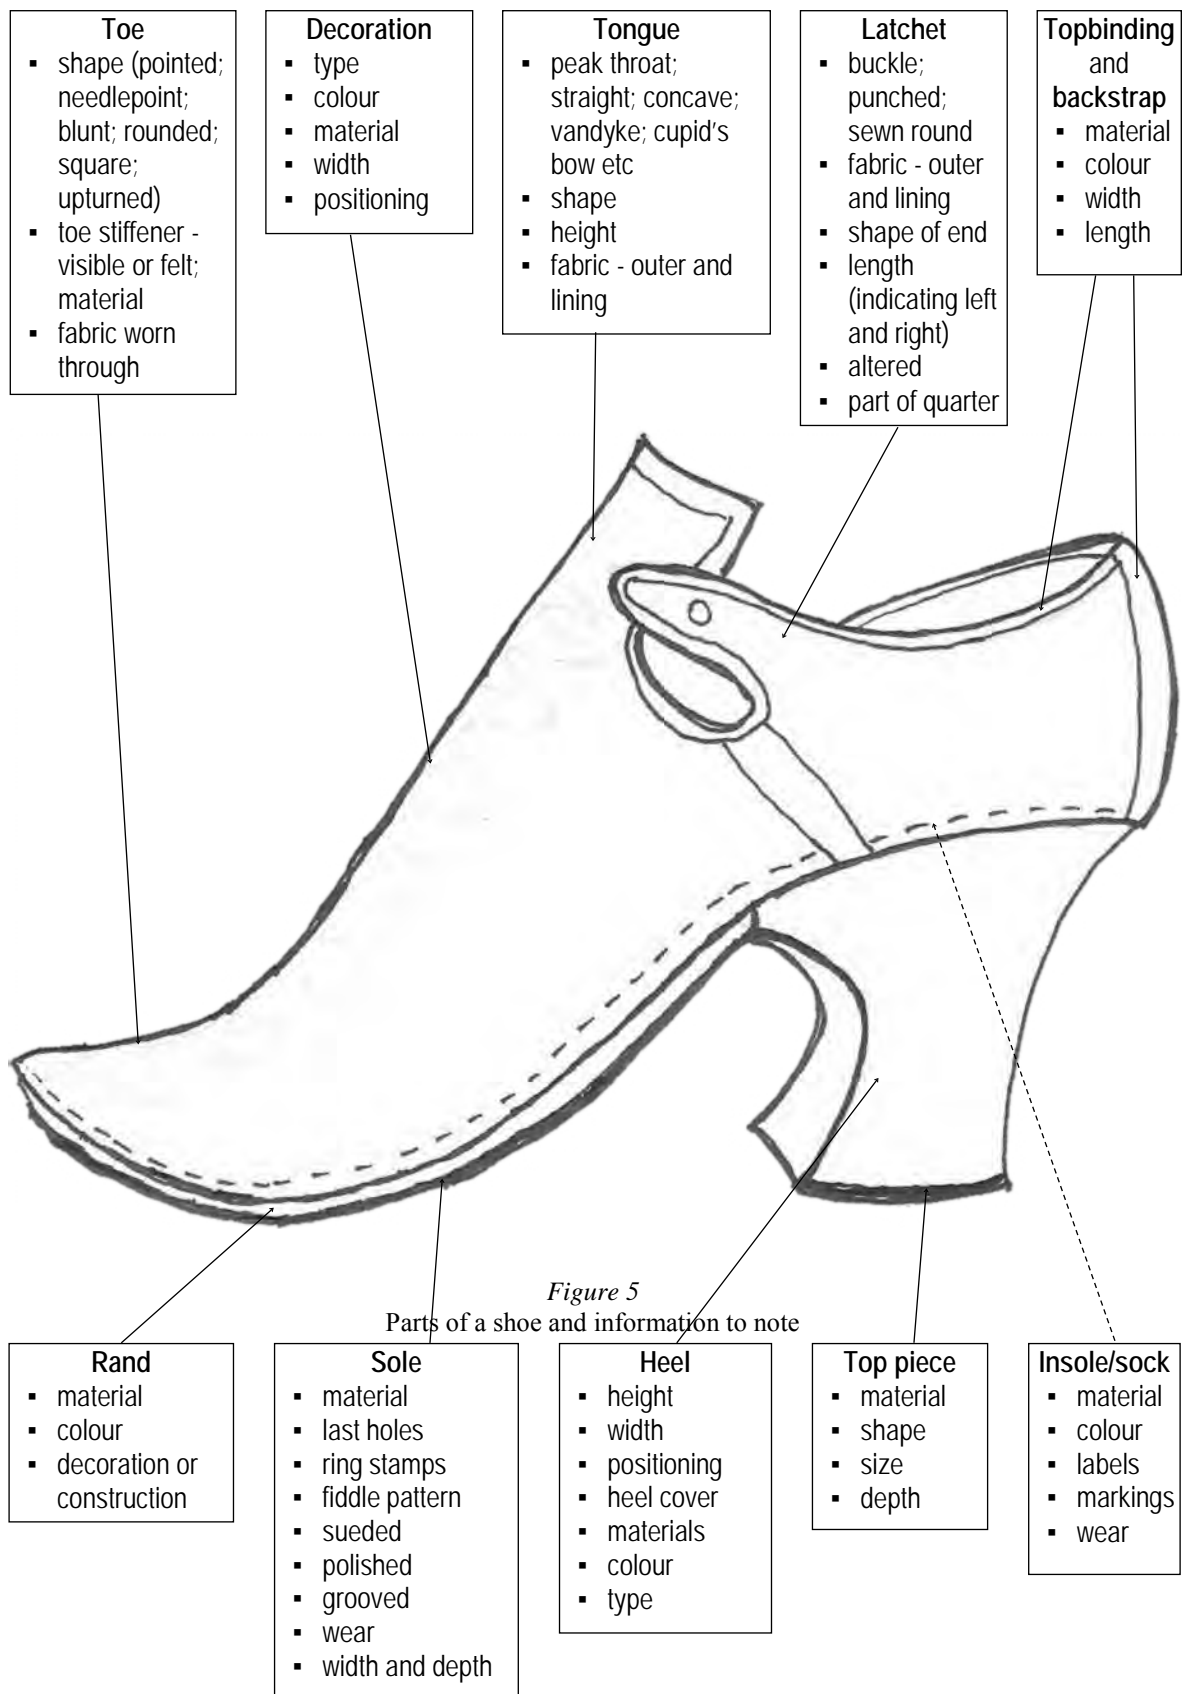 Toe
▪ shape (pointed;
needlepoint;
blunt; rounded;
square;
upturned)
▪ toe stiffener -
visible or felt;
material
▪ fabric worn
through
Decoration
▪ type
▪ colour
▪ material
▪ width
▪ positioning
Tongue
▪ peak throat;
straight; concave;
vandyke; cupid's
bow etc
▪ shape
▪ height
▪ fabric - outer and
lining
Latchet
▪ buckle;
punched;
sewn round
▪ fabric - outer
and lining
▪ shape of end
▪ length
(indicating left
and right)
▪ altered
▪ part of quarter
Topbinding
and
backstrap
▪ material
▪ colour
▪ width
▪ length
Figure 5
Parts of a shoe and information to note
Rand
▪ material
▪ colour
▪ decoration or
construction
Sole
▪ material
▪ last holes
▪ ring stamps
▪ fiddle pattern
▪ sueded
▪ polished
▪ grooved
▪ wear
▪ width and depth
Heel
▪ height
▪ width
▪ positioning
▪ heel cover
▪ materials
▪ colour
▪ type
Top piece
▪ material
▪ shape
▪ size
▪ depth
Insole/sock
▪ material
▪ colour
▪ labels
▪ markings
▪ wear